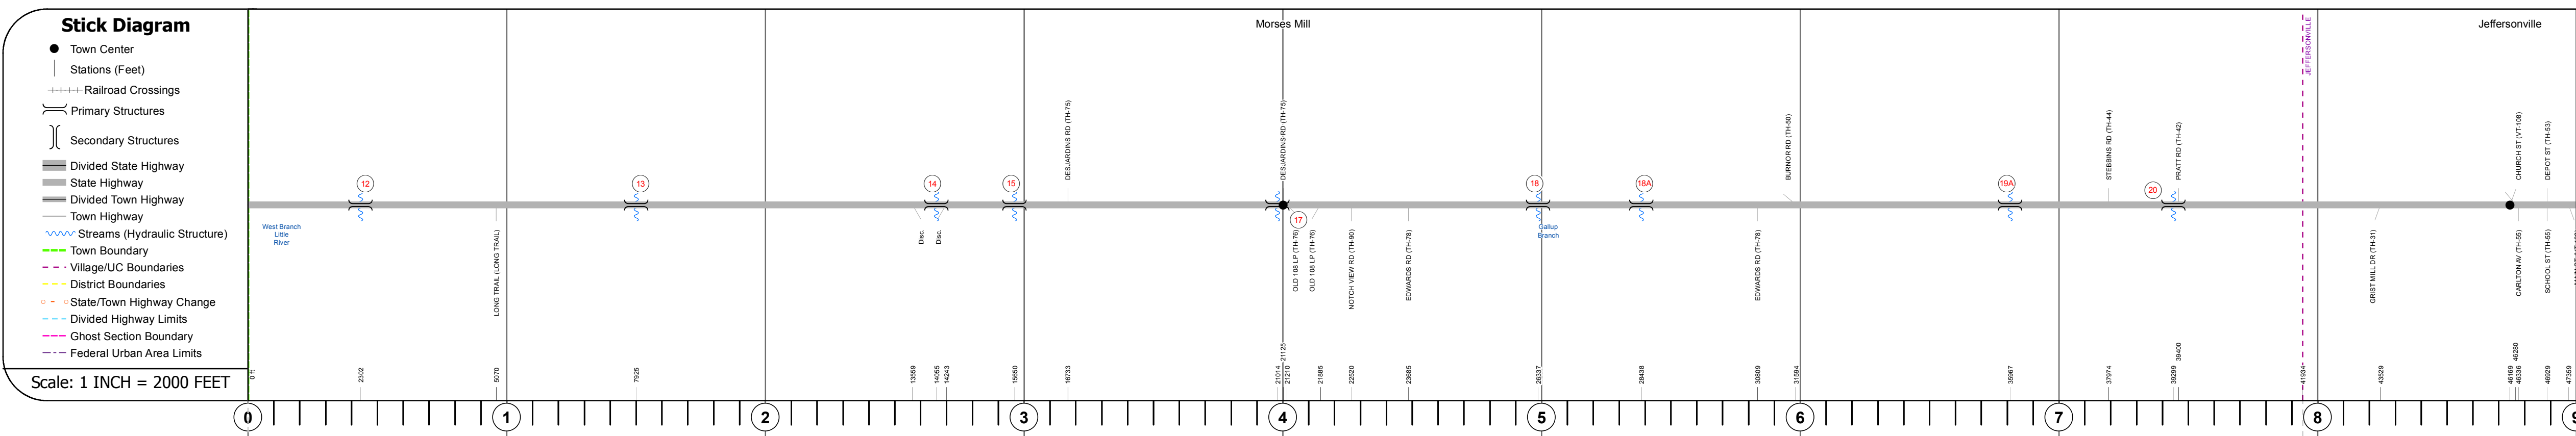 Stick Diagram
Town Center
Stations (Feet)
Railroad Crossings
Primary Structures
Secondary Structures
Divided State Highway
State Highway
Divided Town Highway
Town Highway
Streams (Hydraulic Structure)
Town Boundary
Village/UC Boundaries
District Boundaries
State/Town Highway Change
Divided Highway Limits
Ghost Section Boundary
Federal Urban Area Limits
Scale: 1 INCH = 2000 FEET
Morses Mill
Jeffersonville
JEFFERSONVILLE
DESJARDINS RD (TH-75)
DESJARDINS RD (TH-75)
BURNOR RD (TH-50)
STEBBINS RD (TH-44)
PRATT RD (TH-42)
CHURCH ST (VT-108)
DEPOT ST (TH-53)
12
13
14
15
17
18
18A
19A
20
West Branch
Little
River
LONG TRAIL (LONG TRAIL)
Disc.
Disc.
OLD 108 LP (TH-76)
OLD 108 LP (TH-76)
NOTCH VIEW RD (TH-90)
EDWARDS RD (TH-78)
Gallup
Branch
EDWARDS RD (TH-78)
GRIST MILL DR (TH-31)
CARLTON AV (TH-55)
SCHOOL ST (TH-55)
0 ft
2302
5070
7925
13559
14055
14243
15650
16733
21014
21125
21210
21885
22520
23685
26337
28438
30809
31594
35967
37974
39299
39400
41934
43529
46169
46280
46336
46929
47359
0
1
2
3
4
5
6
7
8
9